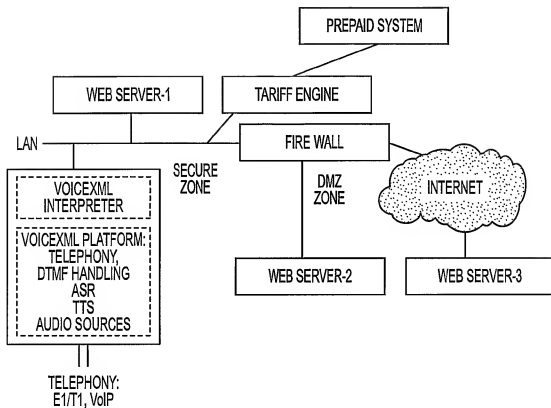 PREPAID SYSTEM
WEB SERVER-1
TARIFF ENGINE
LAN
FIRE WALL
SECURE
ZONE
DMZ
ZONE
INTERNET
VOICEXML
INTERPRETER
VOICEXML PLATFORM:
TELEPHONY,
DTMF HANDLING
ASR
TTS
AUDIO SOURCES
WEB SERVER-2
WEB SERVER-3
TELEPHONY:
E1/T1, VoIP